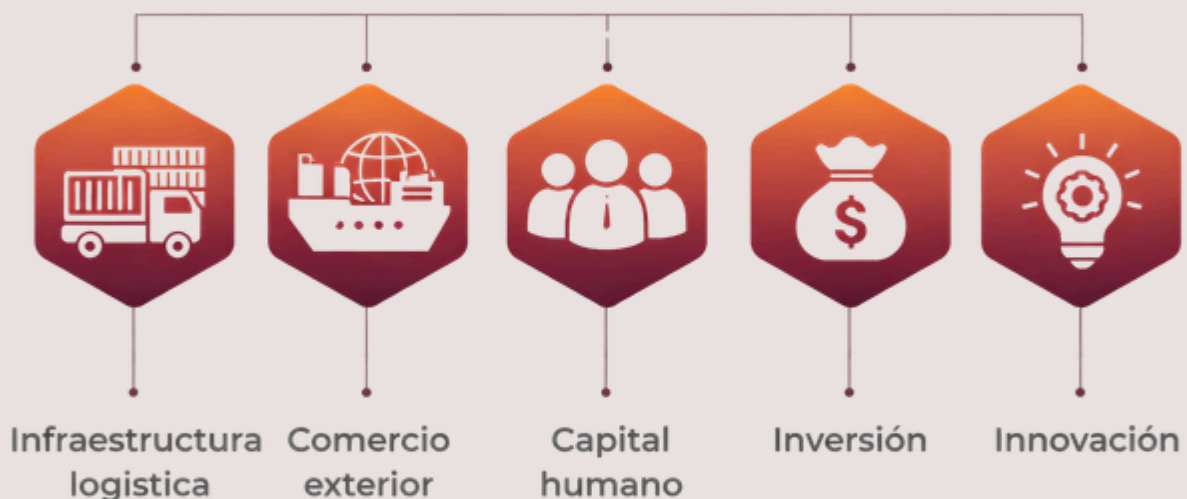 $
Infraestructura
logistica
Comercio
exterior
Capital
humano
Inversión
Innovación